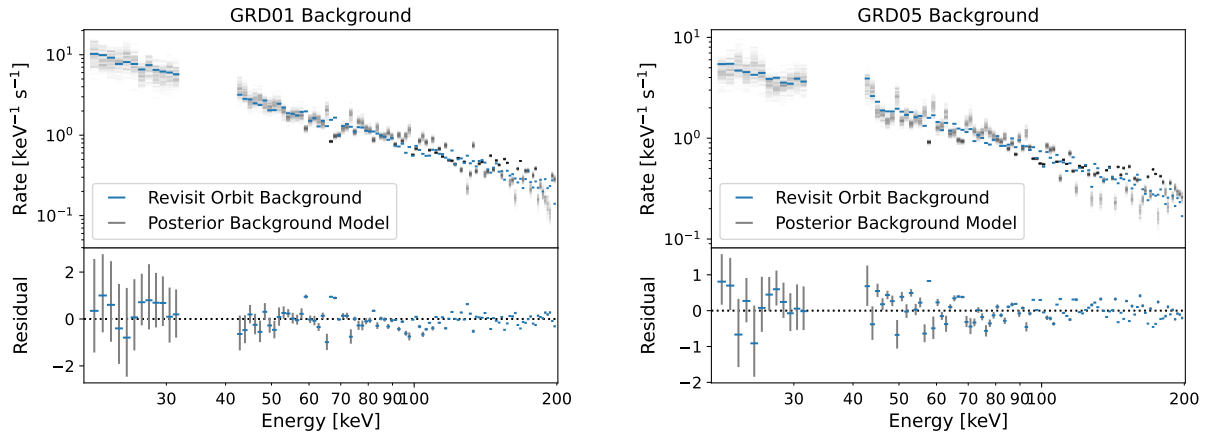 GRD01 Background
10¹
10⁰
10⁻¹
Rate [keV⁻¹ s⁻¹]
Revisit Orbit Background
Posterior Background Model
2
0
−2
Residual
30 40 50 60 70 80 90 100 200
Energy [keV]
GRD05 Background
10¹
10⁰
10⁻¹
Rate [keV⁻¹ s⁻¹]
Revisit Orbit Background
Posterior Background Model
1
0
−1
−2
Residual
30 40 50 60 70 80 90 100 200
Energy [keV]